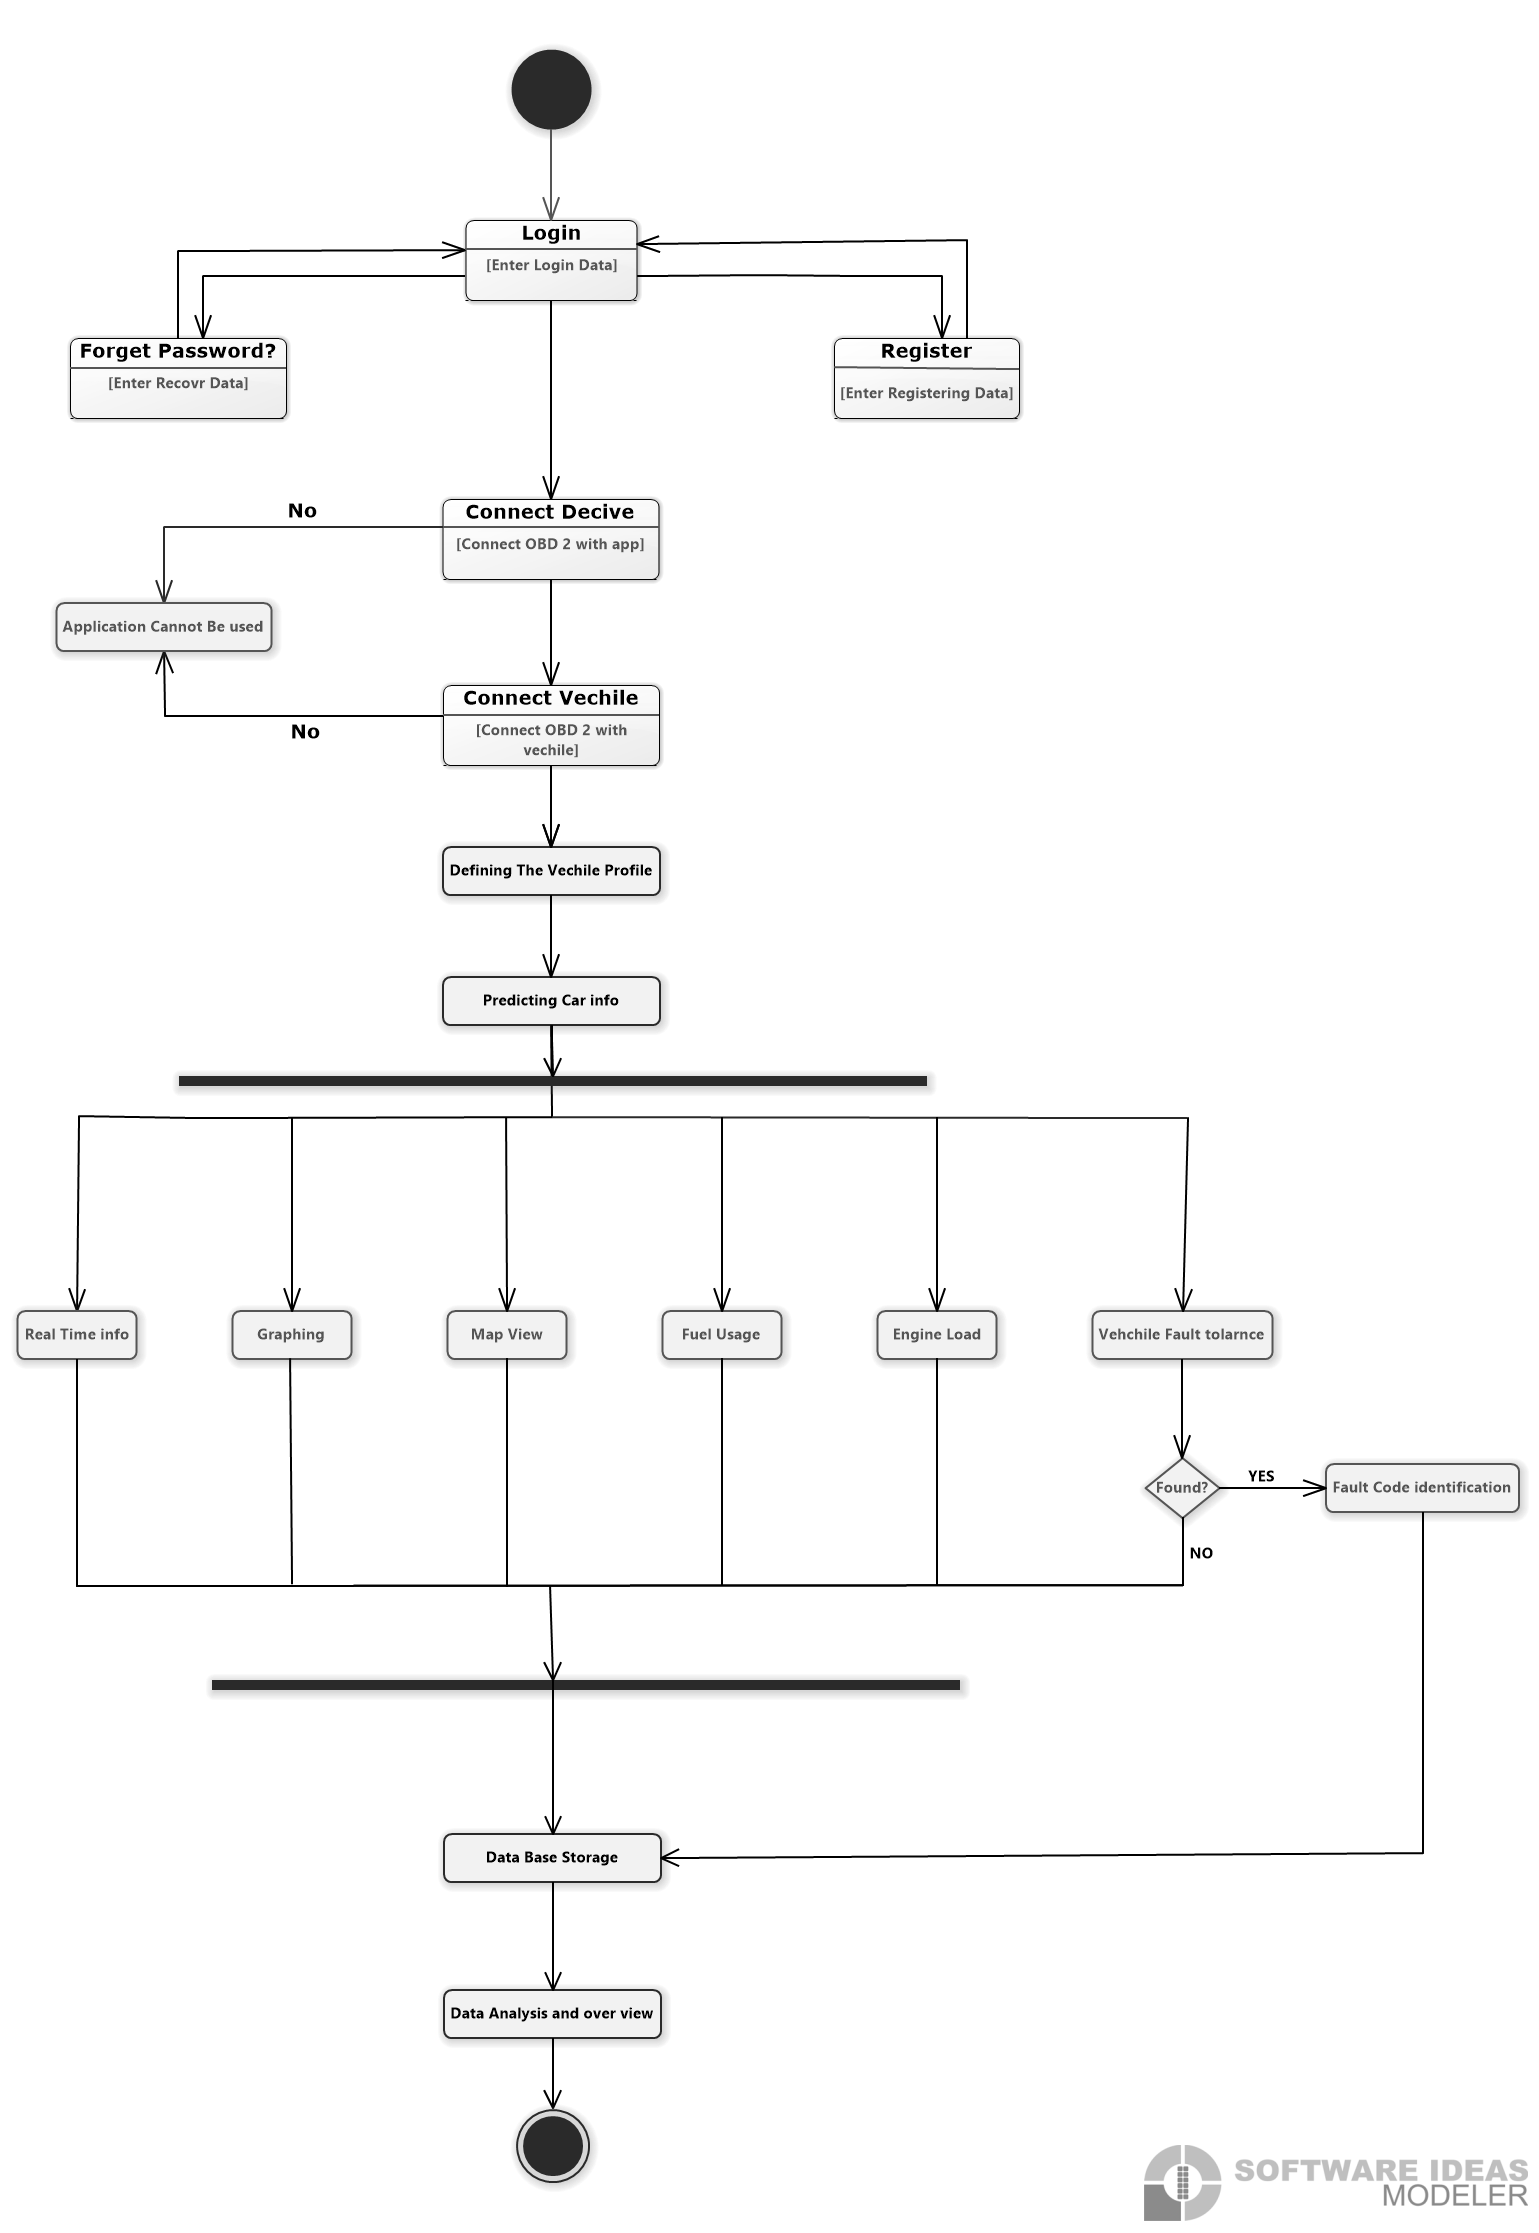 Login
[Enter Login Data]
Forget Password?
[Enter Recovr Data]
Register
[Enter Registering Data]
No
Connect Decive
[Connect OBD 2 with app]
Application Cannot Be used
Connect Vechile
[Connect OBD 2 with
vechile]
No
Defining The Vechile Profile
Predicting Car info
Real Time info
Graphing
Map View
Fuel Usage
Engine Load
Vehchile Fault tolarnce
Found?
YES
Fault Code identification
NO
Data Base Storage
Data Analysis and over view
SOFTWARE IDEAS
MODELER